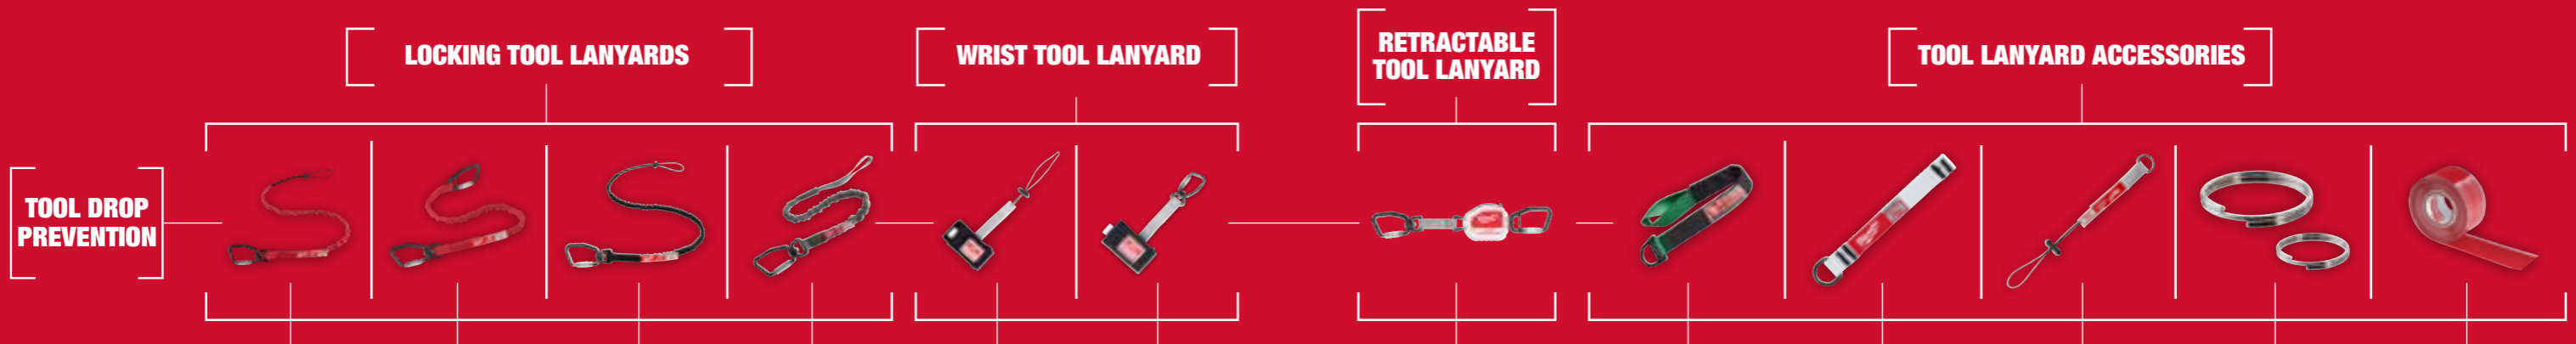 LOCKING TOOL LANYARDS
WRIST TOOL LANYARD
RETRACTABLE
TOOL LANYARD
TOOL LANYARD ACCESSORIES
TOOL DROP
PREVENTION